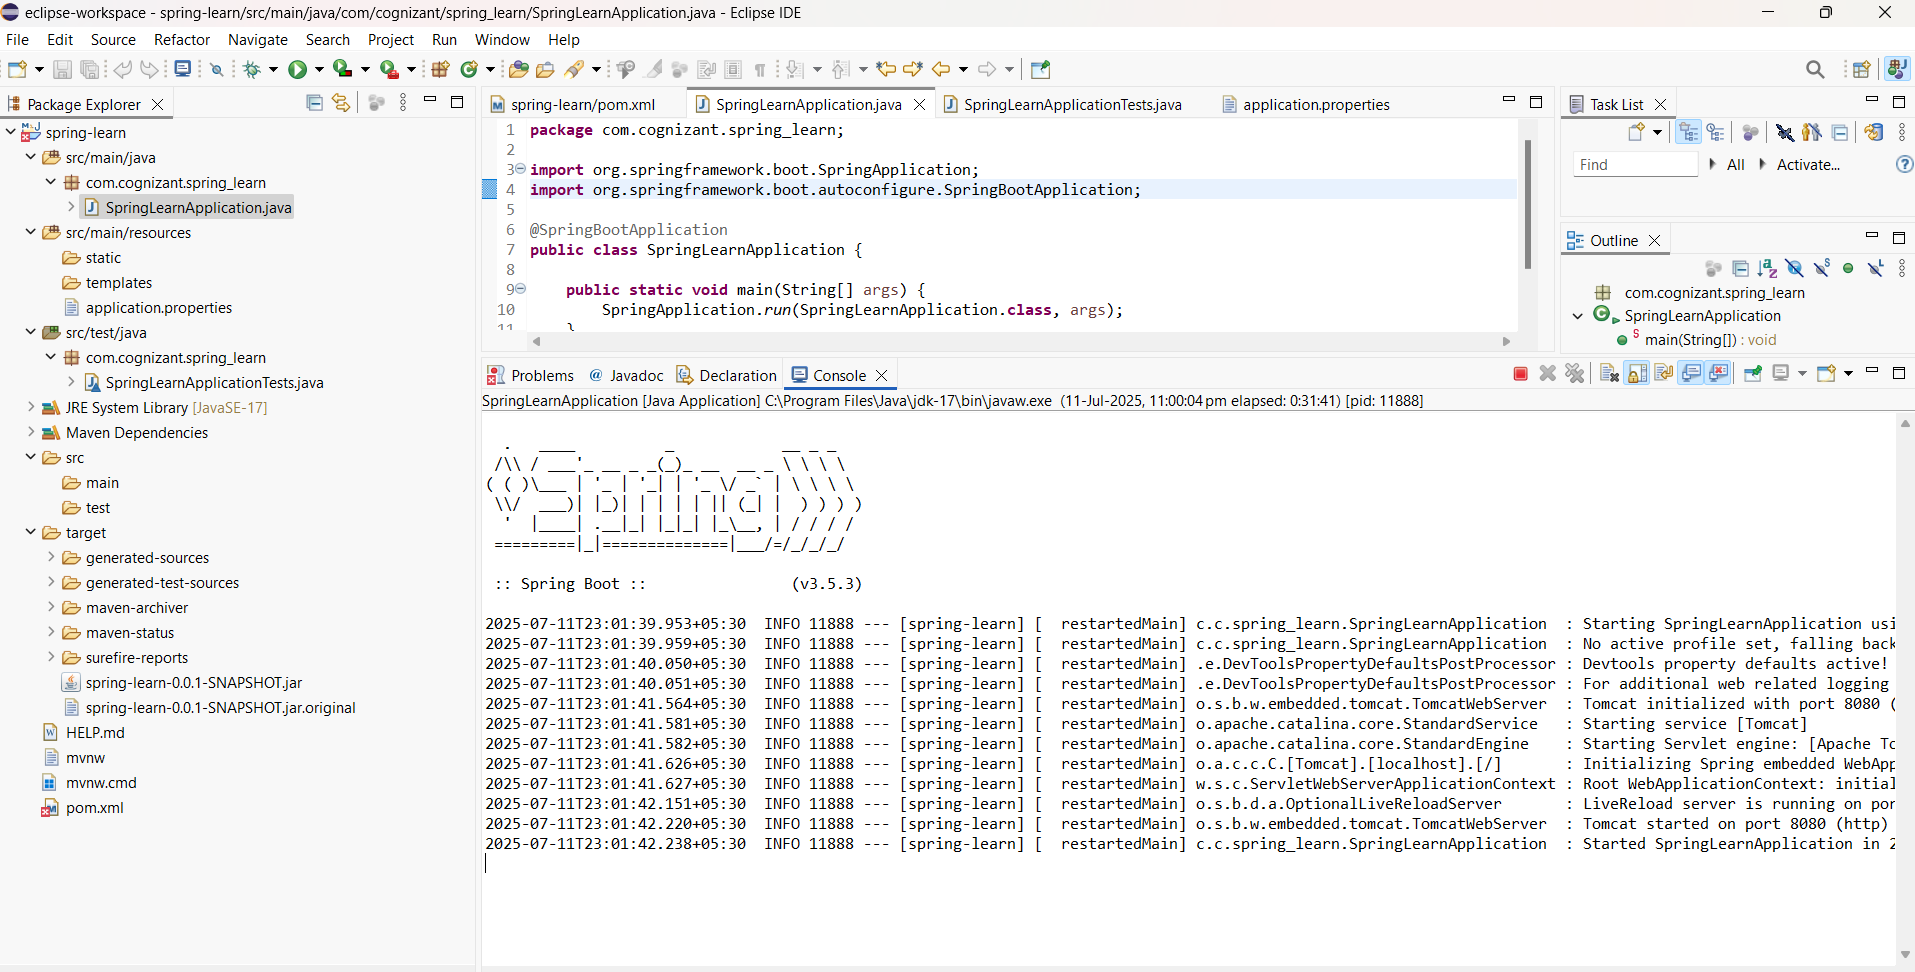 eclipse-workspace - spring-learn/src/main/java/com/cognizant/spring_learn/SpringLearnApplication.java - Eclipse IDE
File Edit Source Refactor Navigate Search Project Run Window Help
Package Explorer
spring-learn
src/main/java
com.cognizant.spring_learn
SpringLearnApplication.java
src/main/resources
static
templates
application.properties
src/test/java
com.cognizant.spring_learn
SpringLearnApplicationTests.java
JRE System Library [JavaSE-17]
Maven Dependencies
src
main
test
target
generated-sources
generated-test-sources
maven-archiver
maven-status
surefire-reports
spring-learn-0.0.1-SNAPSHOT.jar
spring-learn-0.0.1-SNAPSHOT.jar.original
HELP.md
mvnw
mvnw.cmd
pom.xml
spring-learn/pom.xml SpringLearnApplication.java SpringLearnApplicationTests.java application.properties
1 package com.cognizant.spring_learn;
2
3 import org.springframework.boot.SpringApplication;
4 import org.springframework.boot.autoconfigure.SpringBootApplication;
5
6 @SpringBootApplication
7 public class SpringLearnApplication {
8
9 public static void main(String[] args) {
10 SpringApplication.run(SpringLearnApplication.class, args);
11 }
Task List
Find All Activate...
Outline
com.cognizant.spring_learn
SpringLearnApplication
main(String[]) : void
Problems @ Javadoc Declaration Console
SpringLearnApplication [Java Application] C:\Program Files\Java\jdk-17\bin\javaw.exe (11-Jul-2025, 11:00:04 pm elapsed: 0:31:41) [pid: 11888]
  .   ____          _            __ _ _
 /\\ / ___'_ __ _ _(_)_ __  __ _ \ \ \ \
( ( )\___ | '_ | '_| | '_ \/ _` | \ \ \ \
 \\/  ___)| |_)| | | | | || (_| |  ) ) ) )
  '  |____| .__|_| |_|_| |_\__, | / / / /
 =========|_|==============|___/=/_/_/_/
:: Spring Boot :: (v3.5.3)
2025-07-11T23:01:39.953+05:30 INFO 11888 --- [spring-learn] [ restartedMain] c.c.spring_learn.SpringLearnApplication : Starting SpringLearnApplication usi
2025-07-11T23:01:39.959+05:30 INFO 11888 --- [spring-learn] [ restartedMain] c.c.spring_learn.SpringLearnApplication : No active profile set, falling back
2025-07-11T23:01:40.050+05:30 INFO 11888 --- [spring-learn] [ restartedMain] .e.DevToolsPropertyDefaultsPostProcessor : Devtools property defaults active!
2025-07-11T23:01:40.051+05:30 INFO 11888 --- [spring-learn] [ restartedMain] .e.DevToolsPropertyDefaultsPostProcessor : For additional web related logging
2025-07-11T23:01:41.564+05:30 INFO 11888 --- [spring-learn] [ restartedMain] o.s.b.w.embedded.tomcat.TomcatWebServer : Tomcat initialized with port 8080 (
2025-07-11T23:01:41.581+05:30 INFO 11888 --- [spring-learn] [ restartedMain] o.apache.catalina.core.StandardService : Starting service [Tomcat]
2025-07-11T23:01:41.582+05:30 INFO 11888 --- [spring-learn] [ restartedMain] o.apache.catalina.core.StandardEngine : Starting Servlet engine: [Apache To
2025-07-11T23:01:41.626+05:30 INFO 11888 --- [spring-learn] [ restartedMain] o.a.c.c.C.[Tomcat].[localhost].[/] : Initializing Spring embedded WebApp
2025-07-11T23:01:41.627+05:30 INFO 11888 --- [spring-learn] [ restartedMain] w.s.c.ServletWebServerApplicationContext : Root WebApplicationContext: initial
2025-07-11T23:01:42.151+05:30 INFO 11888 --- [spring-learn] [ restartedMain] o.s.b.d.a.OptionalLiveReloadServer : LiveReload server is running on por
2025-07-11T23:01:42.220+05:30 INFO 11888 --- [spring-learn] [ restartedMain] o.s.b.w.embedded.tomcat.TomcatWebServer : Tomcat started on port 8080 (http)
2025-07-11T23:01:42.238+05:30 INFO 11888 --- [spring-learn] [ restartedMain] c.c.spring_learn.SpringLearnApplication : Started SpringLearnApplication in 2